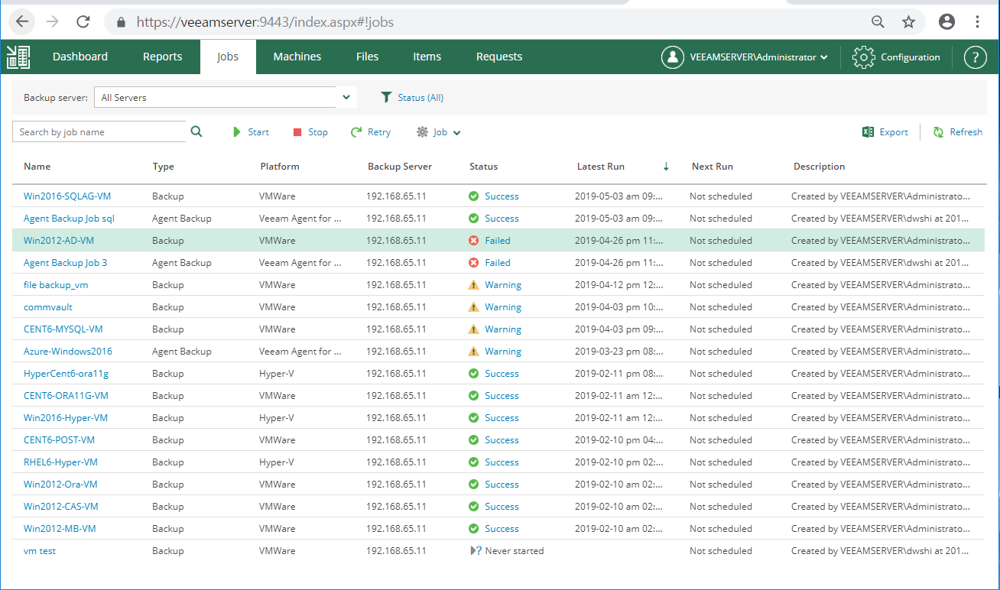 https://veeamserver:9443/index.aspx#!jobs
Dashboard Reports Jobs Machines Files Items Requests VEEAMSERVER\Administrator Configuration ?
Backup server: All Servers Status (All)
Search by job name Start Stop Retry Job Export Refresh
Name Type Platform Backup Server Status Latest Run ↓ Next Run Description
Win2016-SQLAG-VM Backup VMWare 192.168.65.11 Success 2019-05-03 am 09:... Not scheduled Created by VEEAMSERVER\Administrato...
Agent Backup Job sql Agent Backup Veeam Agent for ... 192.168.65.11 Success 2019-05-03 am 09:... Not scheduled Created by VEEAMSERVER\dwshi at 201...
Win2012-AD-VM Backup VMWare 192.168.65.11 Failed 2019-04-26 pm 11:... Not scheduled Created by VEEAMSERVER\Administrato...
Agent Backup Job 3 Agent Backup Veeam Agent for ... 192.168.65.11 Failed 2019-04-26 pm 11:... Not scheduled Created by VEEAMSERVER\dwshi at 201...
file backup_vm Backup VMWare 192.168.65.11 Warning 2019-04-12 pm 12:... Not scheduled Created by VEEAMSERVER\Administrato...
commvault Backup VMWare 192.168.65.11 Warning 2019-04-03 pm 10:... Not scheduled Created by VEEAMSERVER\Administrato...
CENT6-MYSQL-VM Backup VMWare 192.168.65.11 Warning 2019-04-03 pm 09:... Not scheduled Created by VEEAMSERVER\Administrato...
Azure-Windows2016 Agent Backup Veeam Agent for ... 192.168.65.11 Warning 2019-03-23 pm 08:... Not scheduled Created by VEEAMSERVER\Administrato...
HyperCent6-ora11g Backup Hyper-V 192.168.65.11 Success 2019-02-11 pm 08:... Not scheduled Created by VEEAMSERVER\Administrato...
CENT6-ORA11G-VM Backup VMWare 192.168.65.11 Success 2019-02-11 am 12:... Not scheduled Created by VEEAMSERVER\Administrato...
Win2016-Hyper-VM Backup Hyper-V 192.168.65.11 Success 2019-02-11 am 12:... Not scheduled Created by VEEAMSERVER\Administrato...
CENT6-POST-VM Backup VMWare 192.168.65.11 Success 2019-02-10 pm 04:... Not scheduled Created by VEEAMSERVER\Administrato...
RHEL6-Hyper-VM Backup Hyper-V 192.168.65.11 Success 2019-02-10 pm 02:... Not scheduled Created by VEEAMSERVER\Administrato...
Win2012-Ora-VM Backup VMWare 192.168.65.11 Success 2019-02-10 am 02:... Not scheduled Created by VEEAMSERVER\Administrato...
Win2012-CAS-VM Backup VMWare 192.168.65.11 Success 2019-02-10 am 02:... Not scheduled Created by VEEAMSERVER\Administrato...
Win2012-MB-VM Backup VMWare 192.168.65.11 Success 2019-02-10 am 02:... Not scheduled Created by VEEAMSERVER\Administrato...
vm test Backup VMWare 192.168.65.11 Never started Not scheduled Created by VEEAMSERVER\dwshi at 201...